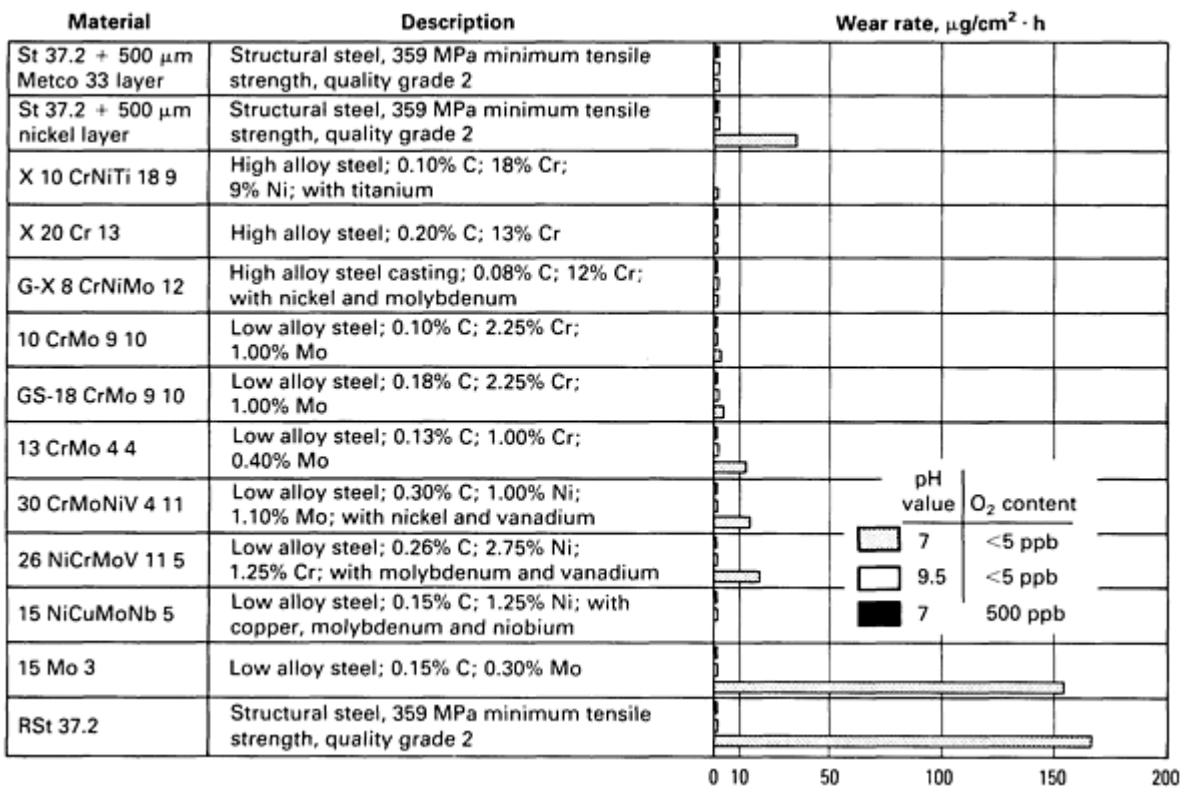 Material Description Wear rate, μg/cm² · h
St 37.2 + 500 μm Structural steel, 359 MPa minimum tensile
Metco 33 layer strength, quality grade 2
St 37.2 + 500 μm Structural steel, 359 MPa minimum tensile
nickel layer strength, quality grade 2
X 10 CrNiTi 18 9 High alloy steel; 0.10% C; 18% Cr;
9% Ni; with titanium
X 20 Cr 13 High alloy steel; 0.20% C; 13% Cr
G-X 8 CrNiMo 12 High alloy steel casting; 0.08% C; 12% Cr;
with nickel and molybdenum
10 CrMo 9 10 Low alloy steel; 0.10% C; 2.25% Cr;
1.00% Mo
GS-18 CrMo 9 10 Low alloy steel; 0.18% C; 2.25% Cr;
1.00% Mo
13 CrMo 4 4 Low alloy steel; 0.13% C; 1.00% Cr;
0.40% Mo
30 CrMoNiV 4 11 Low alloy steel; 0.30% C; 1.00% Ni;
1.10% Mo; with nickel and vanadium
26 NiCrMoV 11 5 Low alloy steel; 0.26% C; 2.75% Ni;
1.25% Cr; with molybdenum and vanadium
15 NiCuMoNb 5 Low alloy steel; 0.15% C; 1.25% Ni; with
copper, molybdenum and niobium
15 Mo 3 Low alloy steel; 0.15% C; 0.30% Mo
RSt 37.2 Structural steel, 359 MPa minimum tensile
strength, quality grade 2
pH
value O₂ content
7 <5 ppb
9.5 <5 ppb
7 500 ppb
0 10 50 100 150 200